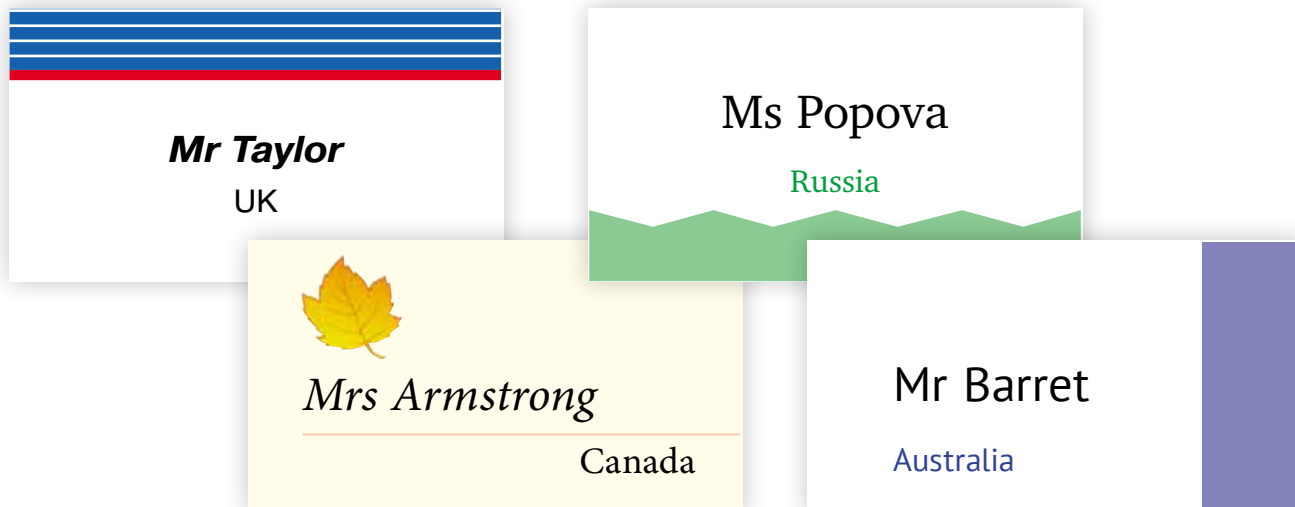 Mr Taylor
UK
Ms Popova
Russia
Mrs Armstrong
Canada
Mr Barret
Australia